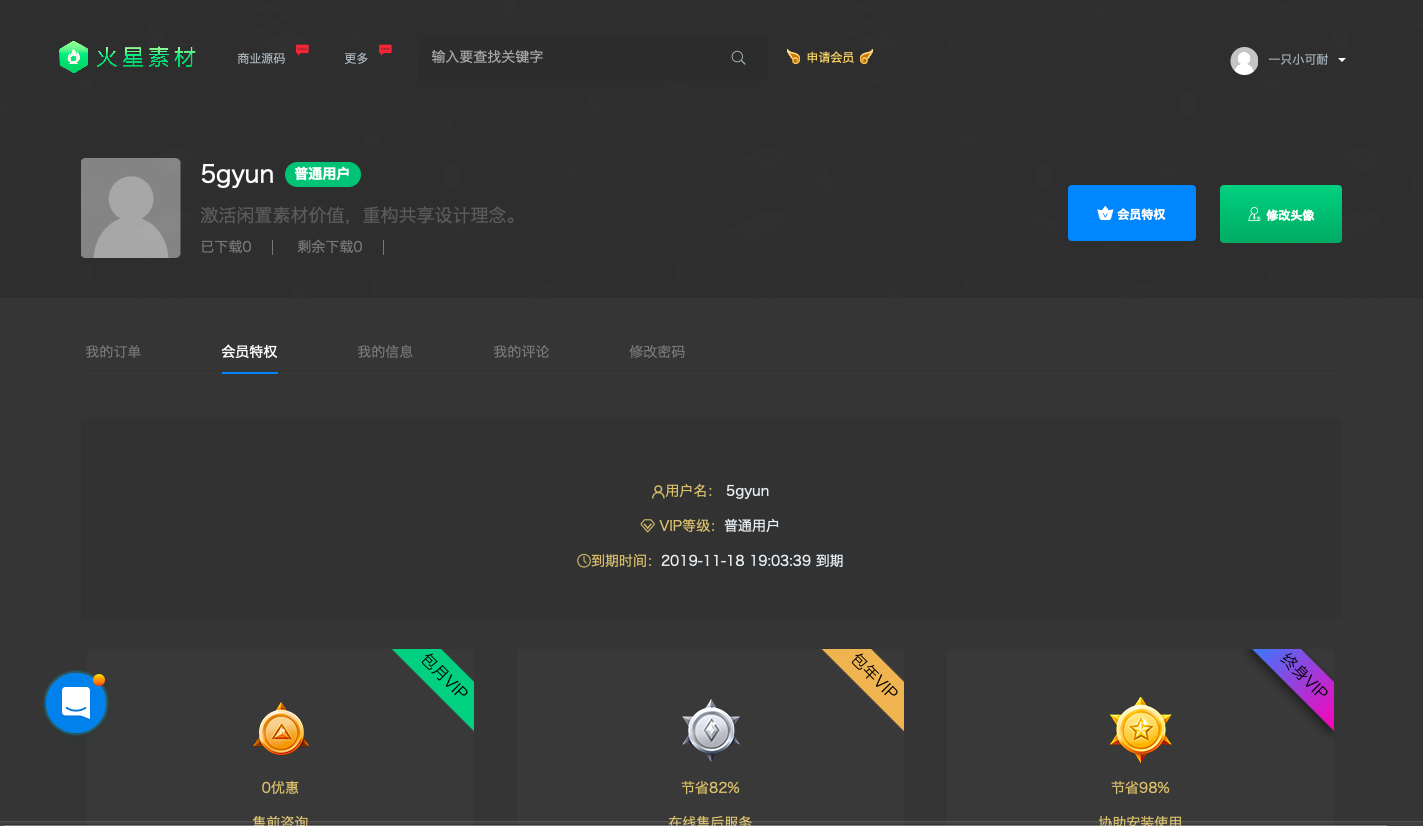 火星素材
商业源码
更多
输入要查找关键字
申请会员
一只小可耐
5gyun
普通用户
激活闲置素材价值，重构共享设计理念。
已下载0 | 剩余下载0 |
会员特权
修改头像
我的订单
会员特权
我的信息
我的评论
修改密码
用户名： 5gyun
VIP等级：普通用户
到期时间：2019-11-18 19:03:39 到期
包月VIP
0优惠
售前咨询
包年VIP
节省82%
在线售后服务
终身VIP
节省98%
协助安装使用